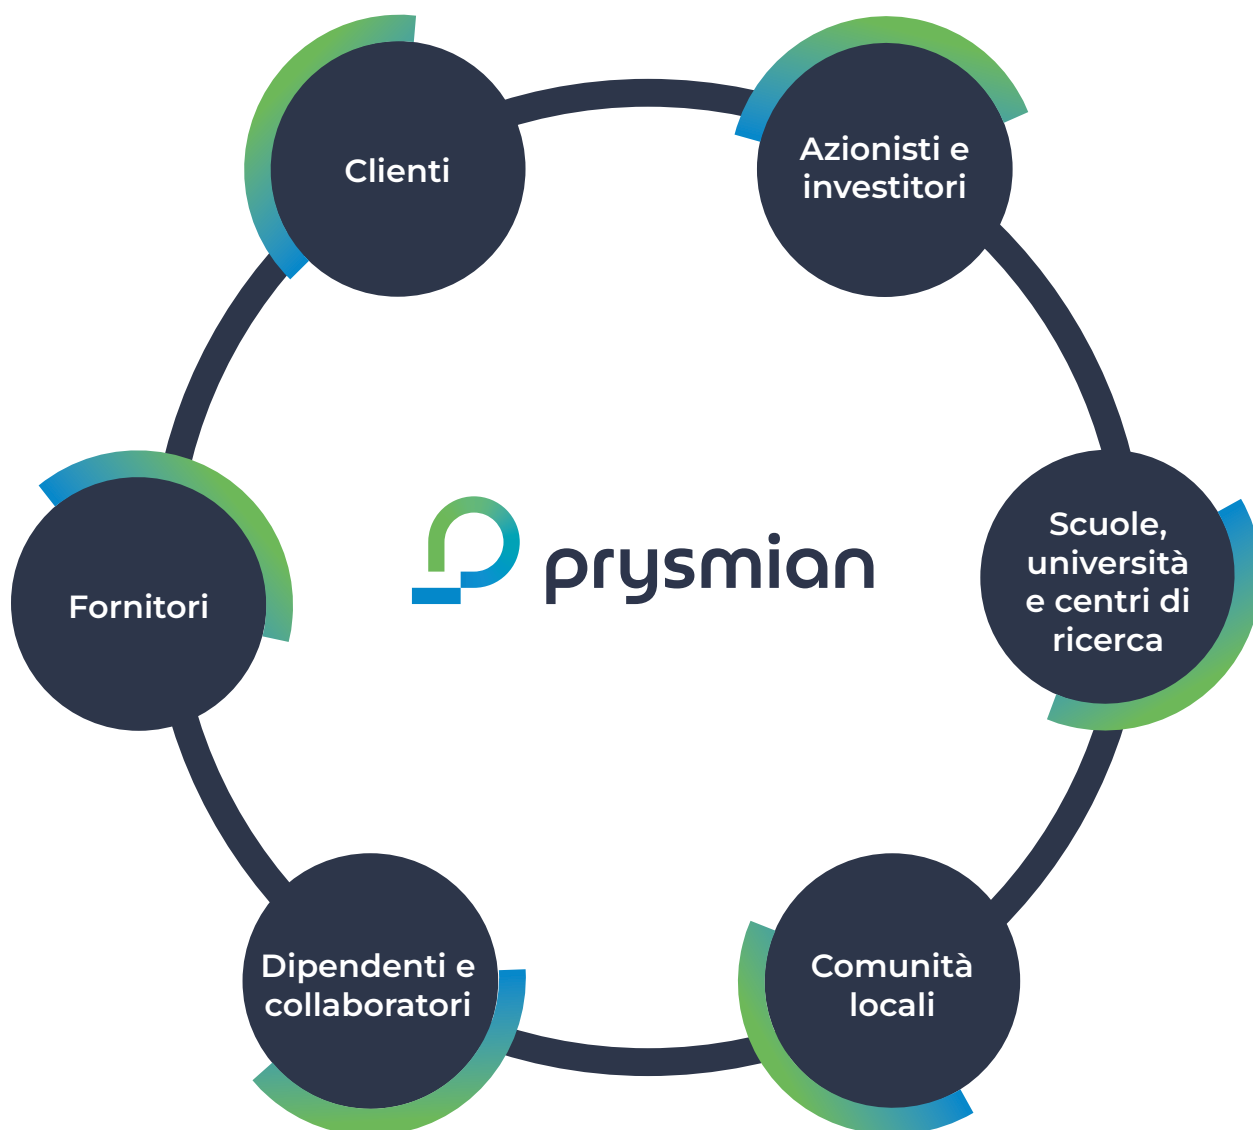 Clienti
Azionisti e
investitori
Scuole,
università
e centri di
ricerca
Comunità
locali
Dipendenti e
collaboratori
Fornitori
prysmian